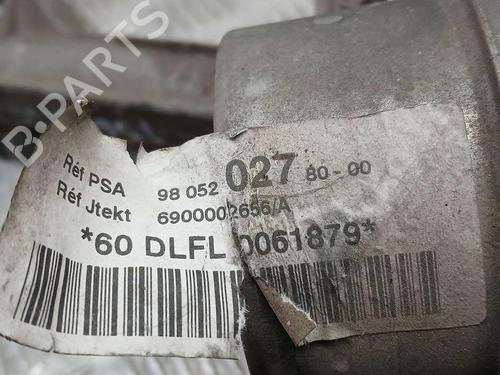 B-PARTS
Réf PSA 98 052 027 80-00
Réf Jtekt 6900002656/A
*60 DLFL 0061879*